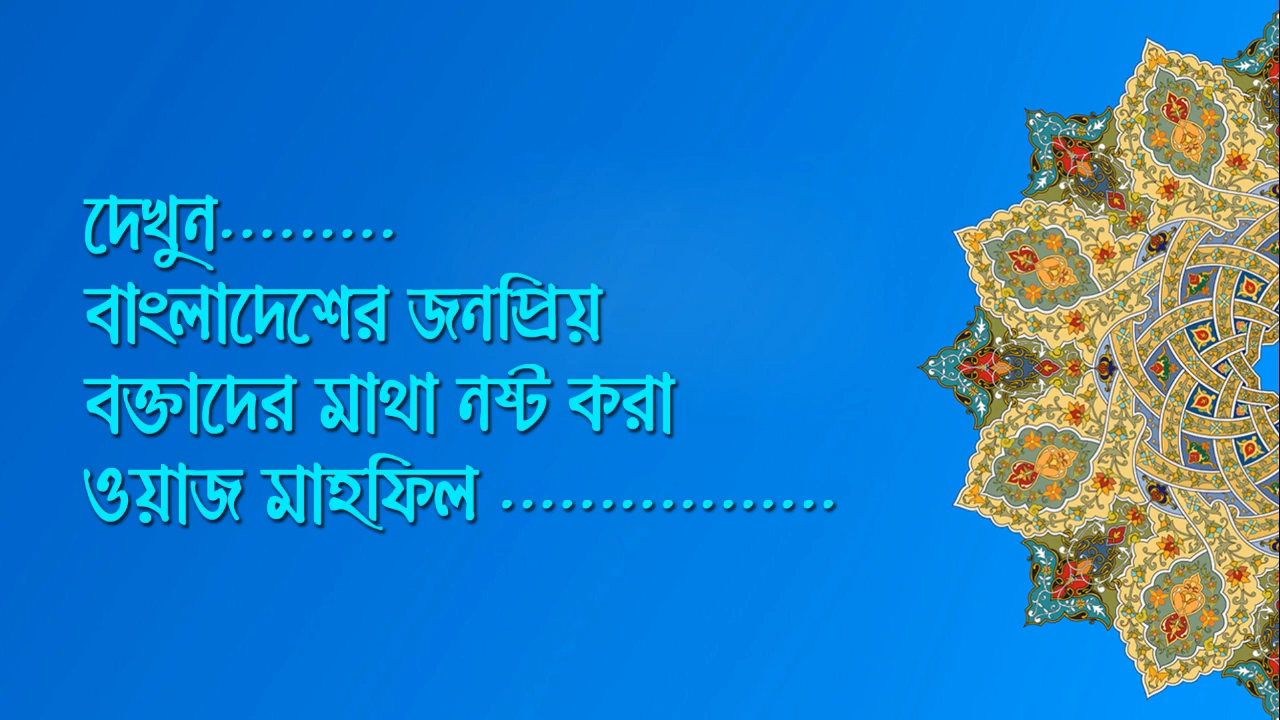 দেখুন.........
বাংলাদেশের জনপ্রিয়
বক্তাদের মাথা নষ্ট করা
ওয়াজ মাহফিল .................